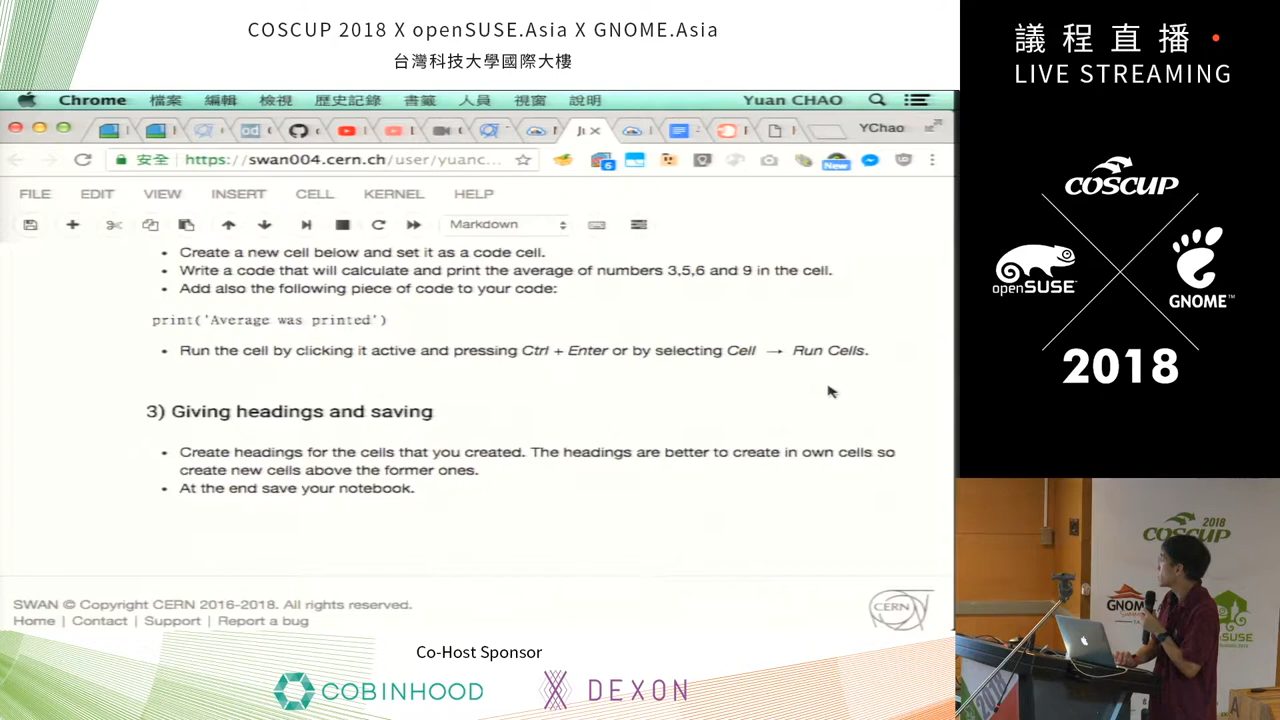 COSCUP 2018 X openSUSE.Asia X GNOME.Asia
台灣科技大學國際大樓
議程直播
LIVE STREAMING
Chrome 檔案 編輯 檢視 歷史記錄 書籤 人員 視窗 說明 Yuan CHAO
YChao
安全 https://swan004.cern.ch/user/yuanc...
6
New
FILE EDIT VIEW INSERT CELL KERNEL HELP
Markdown
Create a new cell below and set it as a code cell.
Write a code that will calculate and print the average of numbers 3,5,6 and 9 in the cell.
Add also the following piece of code to your code:
print('Average was printed')
Run the cell by clicking it active and pressing Ctrl + Enter or by selecting Cell → Run Cells.
3) Giving headings and saving
Create headings for the cells that you created. The headings are better to create in own cells so
create new cells above the former ones.
At the end save your notebook.
SWAN © Copyright CERN 2016-2018. All rights reserved.
Home | Contact | Support | Report a bug
CERN
Co-Host Sponsor
COBINHOOD
DEXON
COSCUP
openSUSE
GNOME™
2018
2018
COSCUP
GNOM